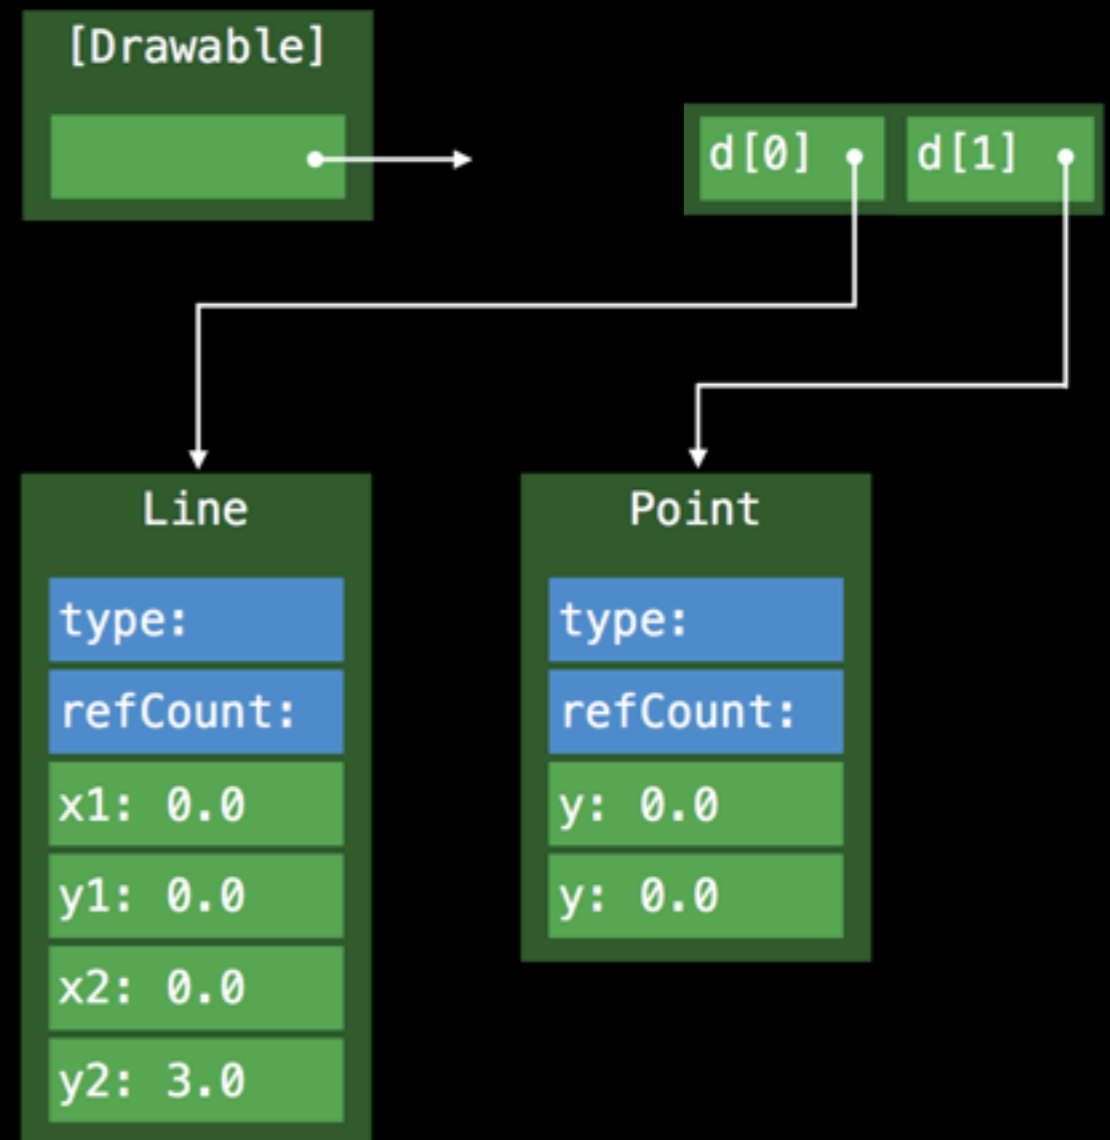 [Drawable]
d[0] d[1]
Line
type:
refCount:
x1: 0.0
y1: 0.0
x2: 0.0
y2: 3.0
Point
type:
refCount:
y: 0.0
y: 0.0